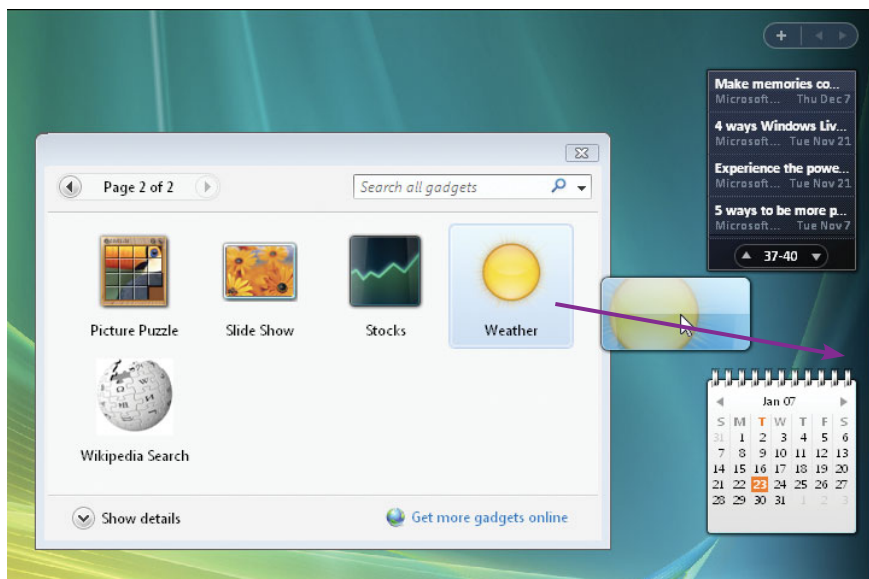 Page 2 of 2
Search all gadgets
Picture Puzzle
Slide Show
Stocks
Weather
Wikipedia Search
Show details
Get more gadgets online
Make memories co...
Microsoft... Thu Dec 7
4 ways Windows Liv...
Microsoft... Tue Nov 21
Experience the powe...
Microsoft... Tue Nov 21
5 ways to be more p...
Microsoft... Tue Nov 7
37-40
Jan 07
S M T W T F S
31 1 2 3 4 5 6
7 8 9 10 11 12 13
14 15 16 17 18 19 20
21 22 23 24 25 26 27
28 29 30 31 1 2 3